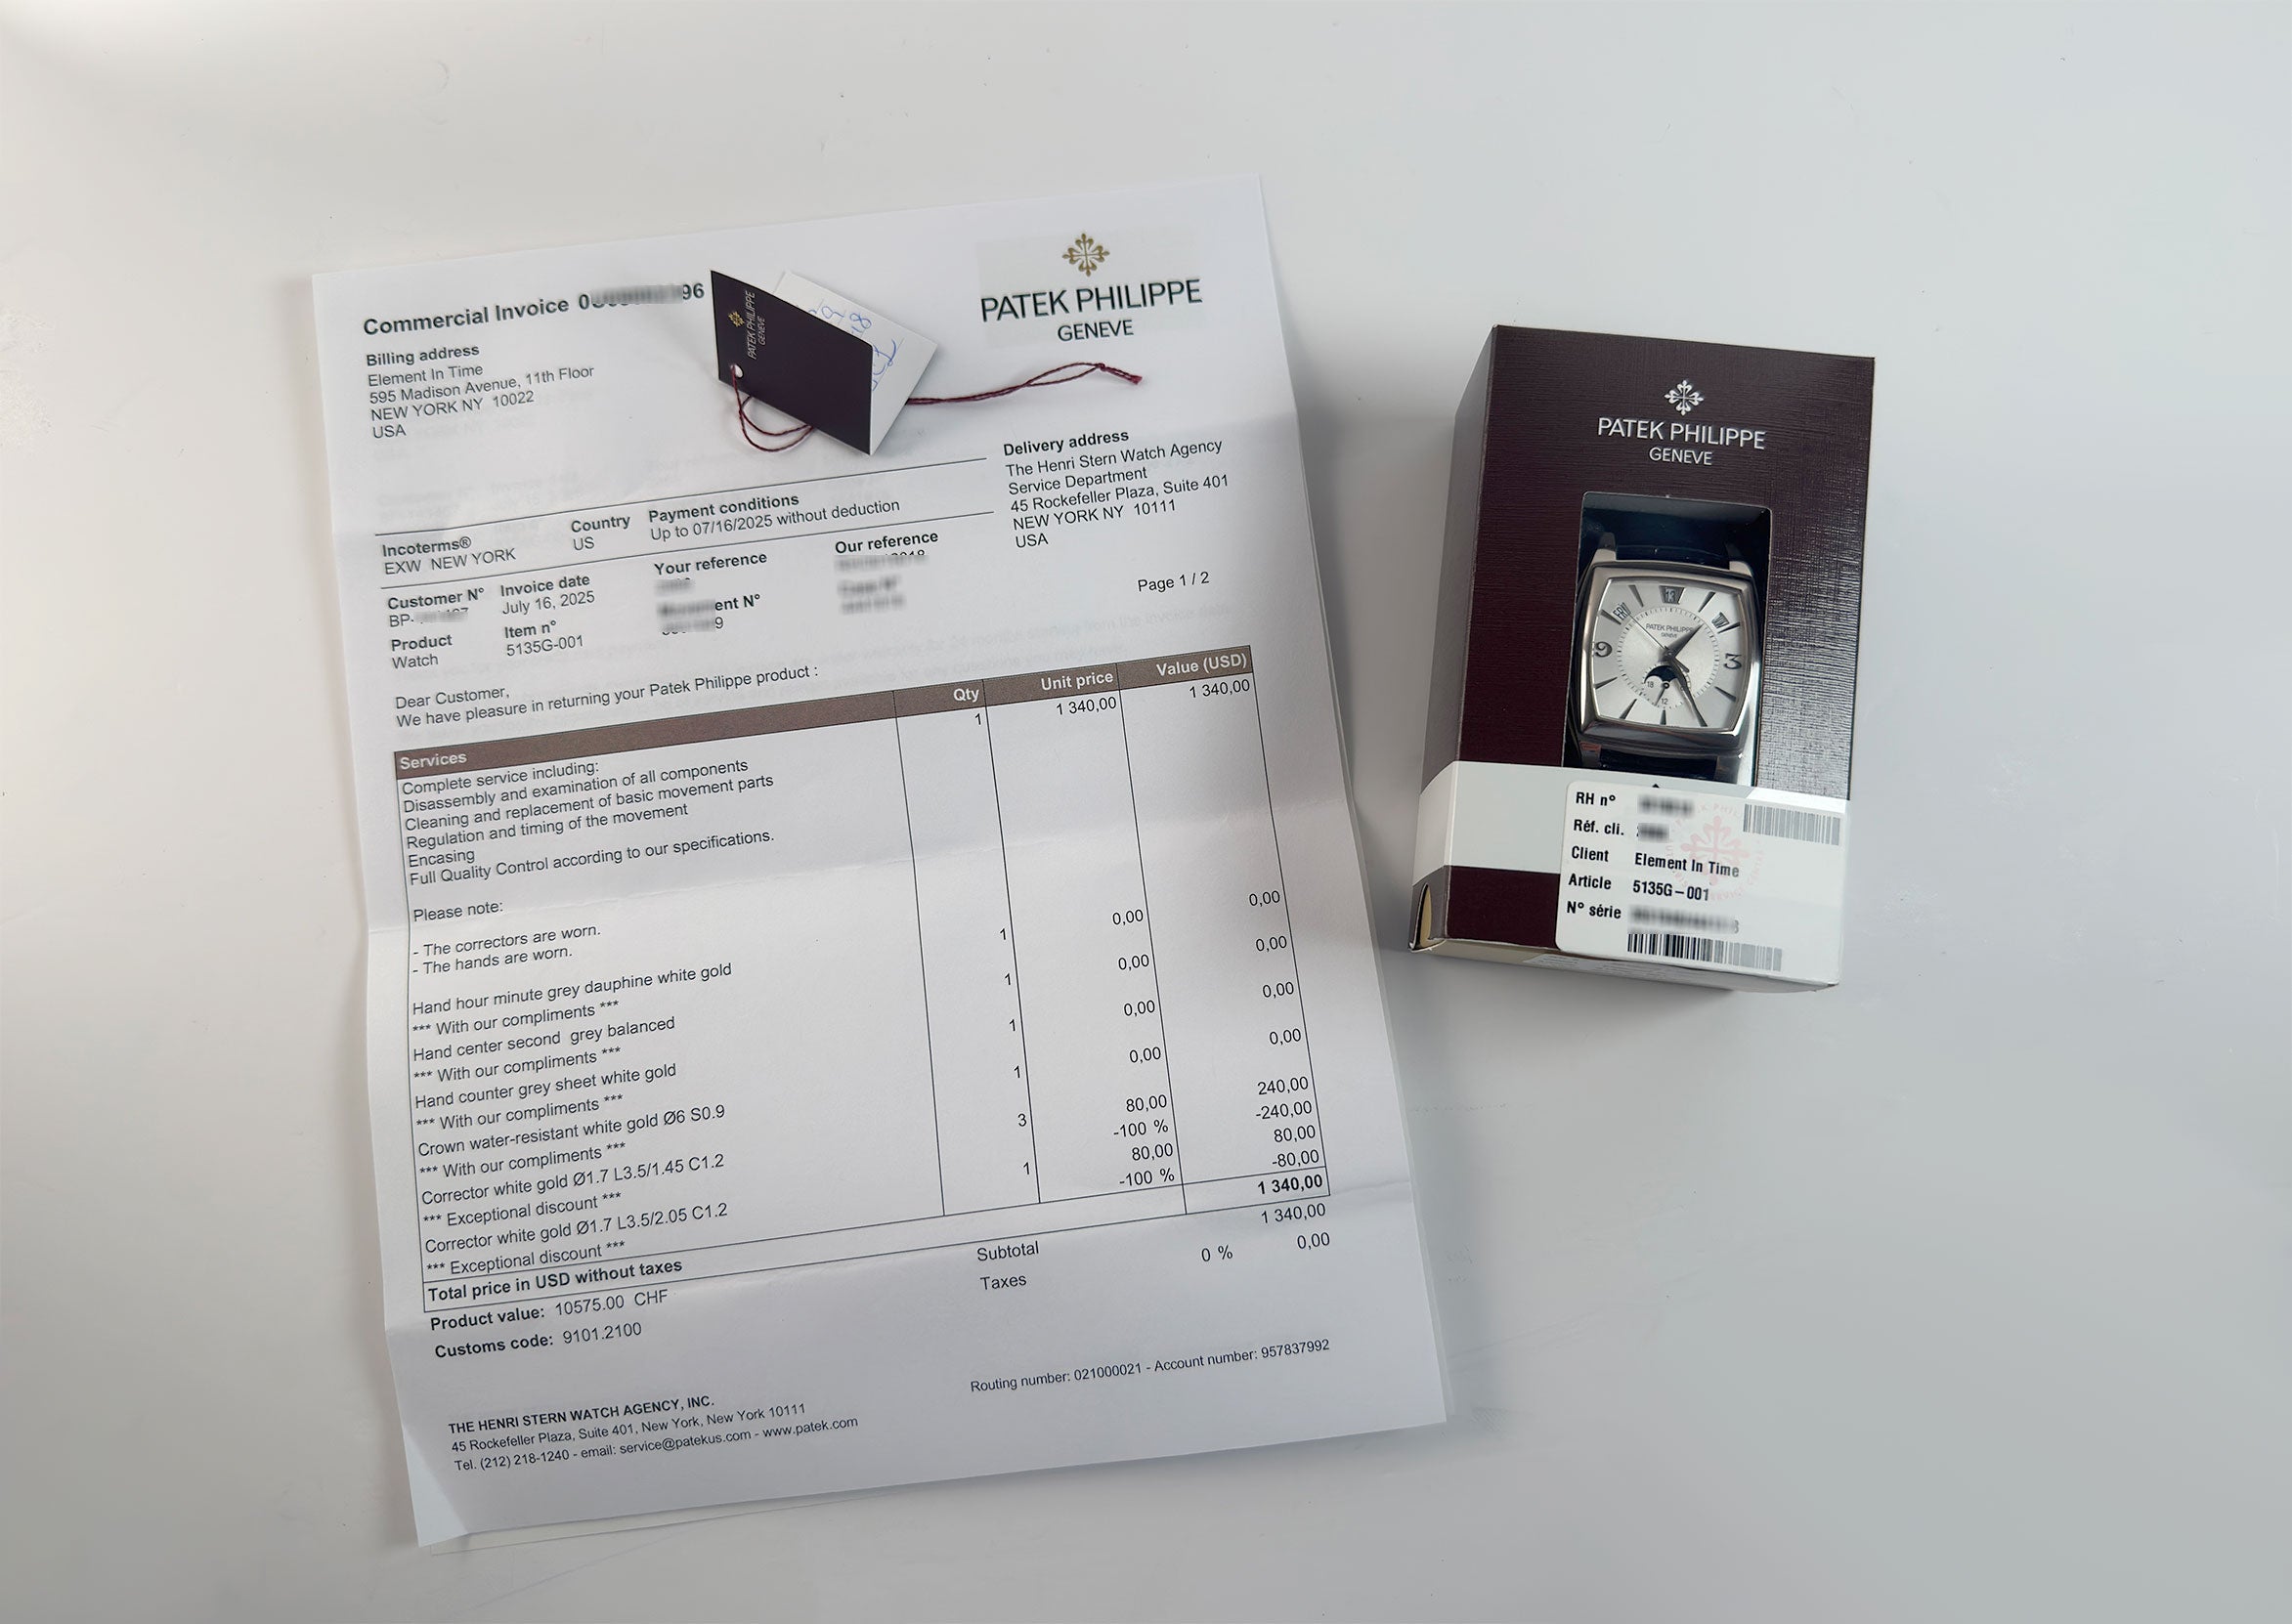 Commercial Invoice
96
Billing address
Element In Time
595 Madison Avenue, 11th Floor
NEW YORK NY 10022
USA
PATEK PHILIPPE
GENEVE
PATEK PHILIPPE
GENEVE
Delivery address
The Henri Stern Watch Agency
Service Department
45 Rockefeller Plaza, Suite 401
NEW YORK NY 10111
USA
Incoterms®
EXW NEW YORK
Country
US
Payment conditions
Up to 07/16/2025 without deduction
Customer N°
BP-
Invoice date
July 16, 2025
Your reference
Our reference
Product
Watch
Item n°
5135G-001
Page 1 / 2
Dear Customer,
We have pleasure in returning your Patek Philippe product :
Services Qty Unit price Value (USD)
Complete service including: 1 1 340,00 1 340,00
Disassembly and examination of all components
Cleaning and replacement of basic movement parts
Regulation and timing of the movement
Encasing
Full Quality Control according to our specifications.
Please note:
- The correctors are worn.
- The hands are worn.
Hand hour minute grey dauphine white gold 1 0,00 0,00
*** With our compliments ***
Hand center second grey balanced 1 0,00 0,00
*** With our compliments ***
Hand counter grey sheet white gold 1 0,00 0,00
*** With our compliments ***
Crown water-resistant white gold Ø6 S0.9 1 0,00 0,00
*** With our compliments ***
Corrector white gold Ø1.7 L3.5/1.45 C1.2 3 80,00 240,00
*** Exceptional discount *** -100 % -240,00
Corrector white gold Ø1.7 L3.5/2.05 C1.2 1 80,00 80,00
*** Exceptional discount *** -100 % -80,00
Total price in USD without taxes 1 340,00
Product value: 10575.00 CHF Subtotal 1 340,00
Customs code: 9101.2100 Taxes 0 % 0,00
Routing number: 021000021 - Account number: 957837992
THE HENRI STERN WATCH AGENCY, INC.
45 Rockefeller Plaza, Suite 401, New York, New York 10111
Tel. (212) 218-1240 - email: service@patekus.com - www.patek.com
PATEK PHILIPPE
GENEVE
FRI
13
9
3
PATEK PHILIPPE
GENEVE
18
12
RH n°
Réf. cli.
Client Element In Time
Article 5135G-001
N° série